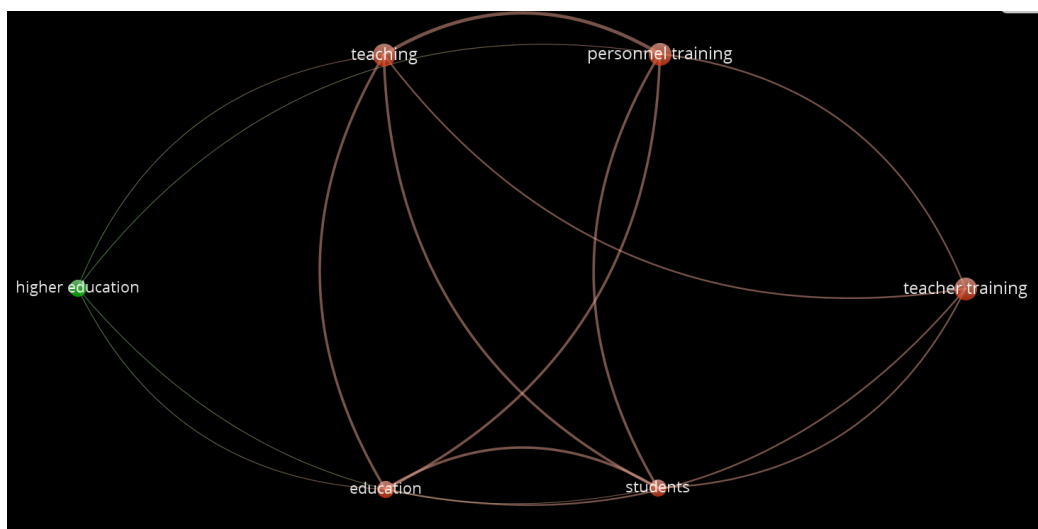 teaching
personnel training
higher education
teacher training
education
students